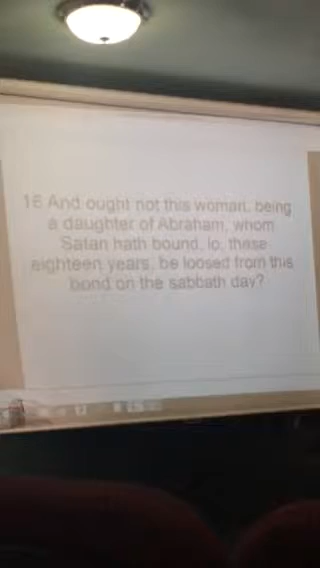 16 And ought not this woman, being
a daughter of Abraham, whom
Satan hath bound, lo, these
eighteen years, be loosed from this
bond on the sabbath day?